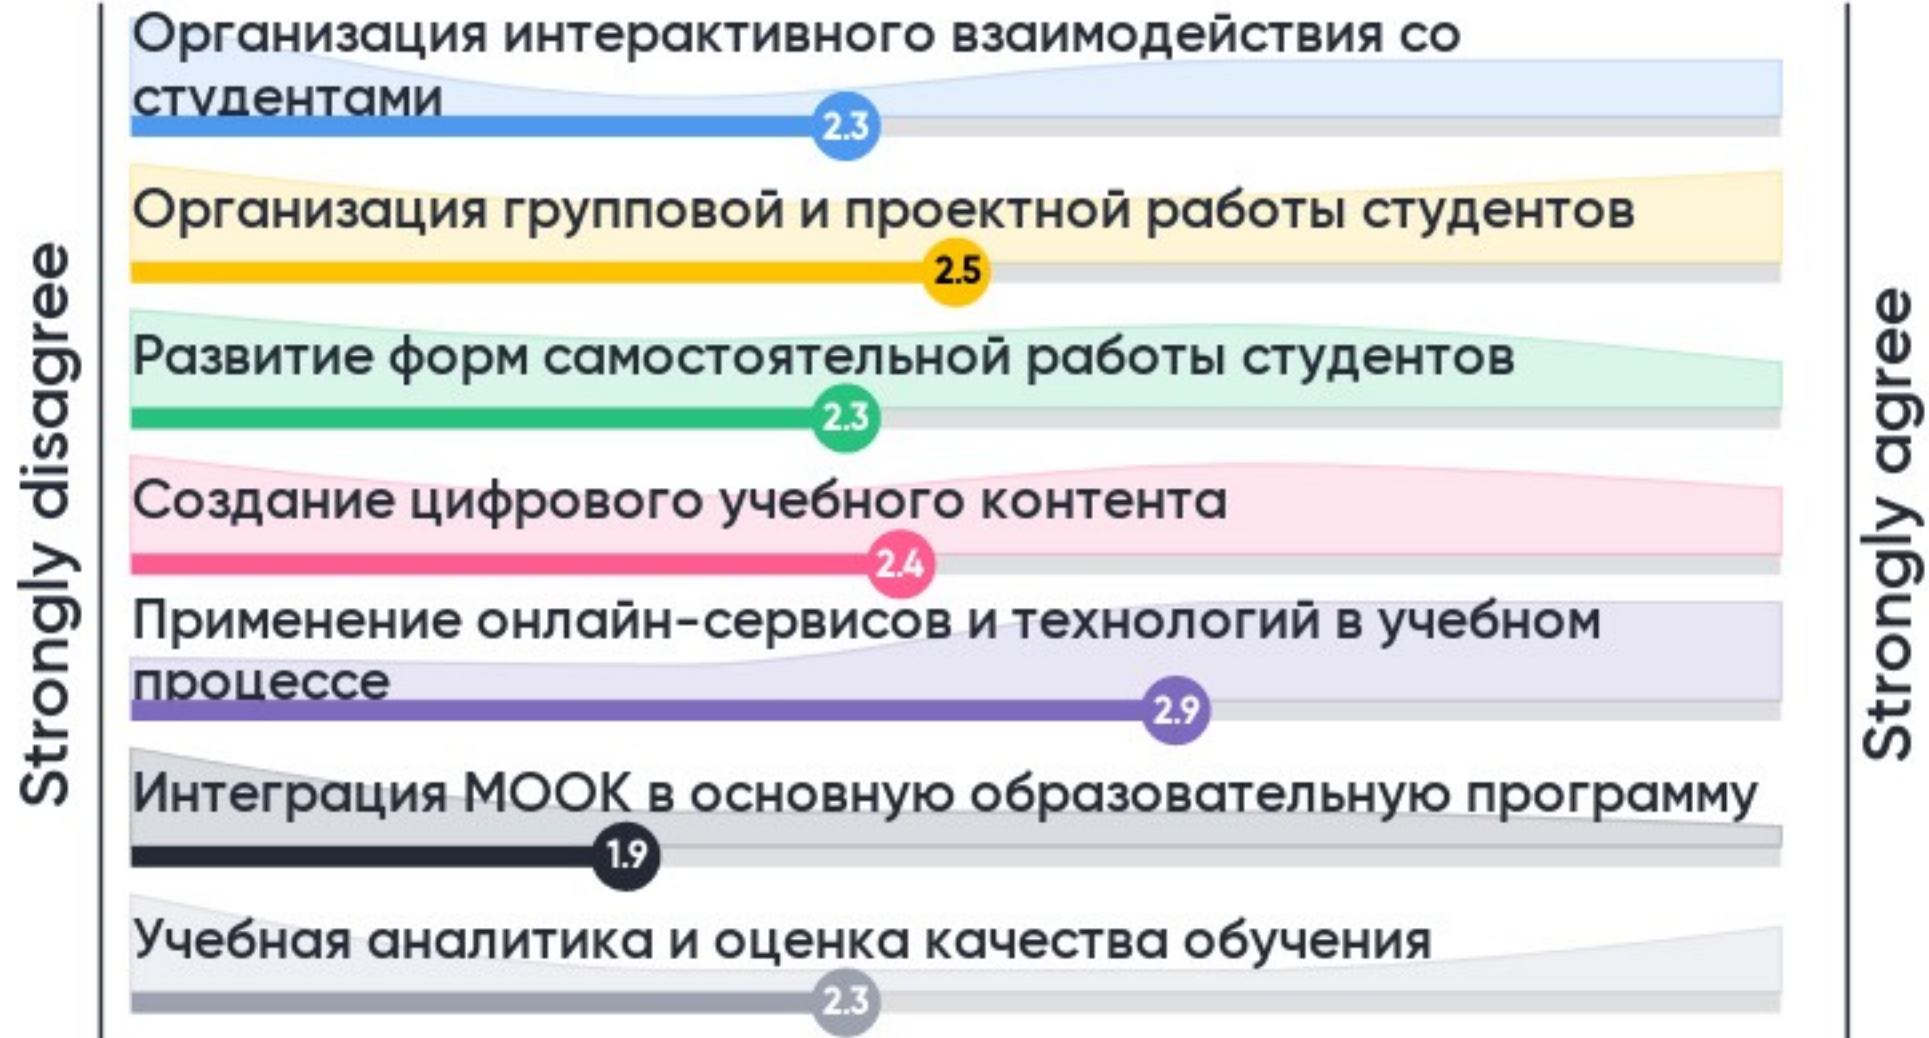 Организация интерактивного взаимодействия со
студентами
2.3
Организация групповой и проектной работы студентов
2.5
Развитие форм самостоятельной работы студентов
2.3
Создание цифрового учебного контента
2.4
Применение онлайн-сервисов и технологий в учебном
процессе
2.9
Интеграция МООК в основную образовательную программу
1.9
Учебная аналитика и оценка качества обучения
2.3
Strongly disagree
Strongly agree